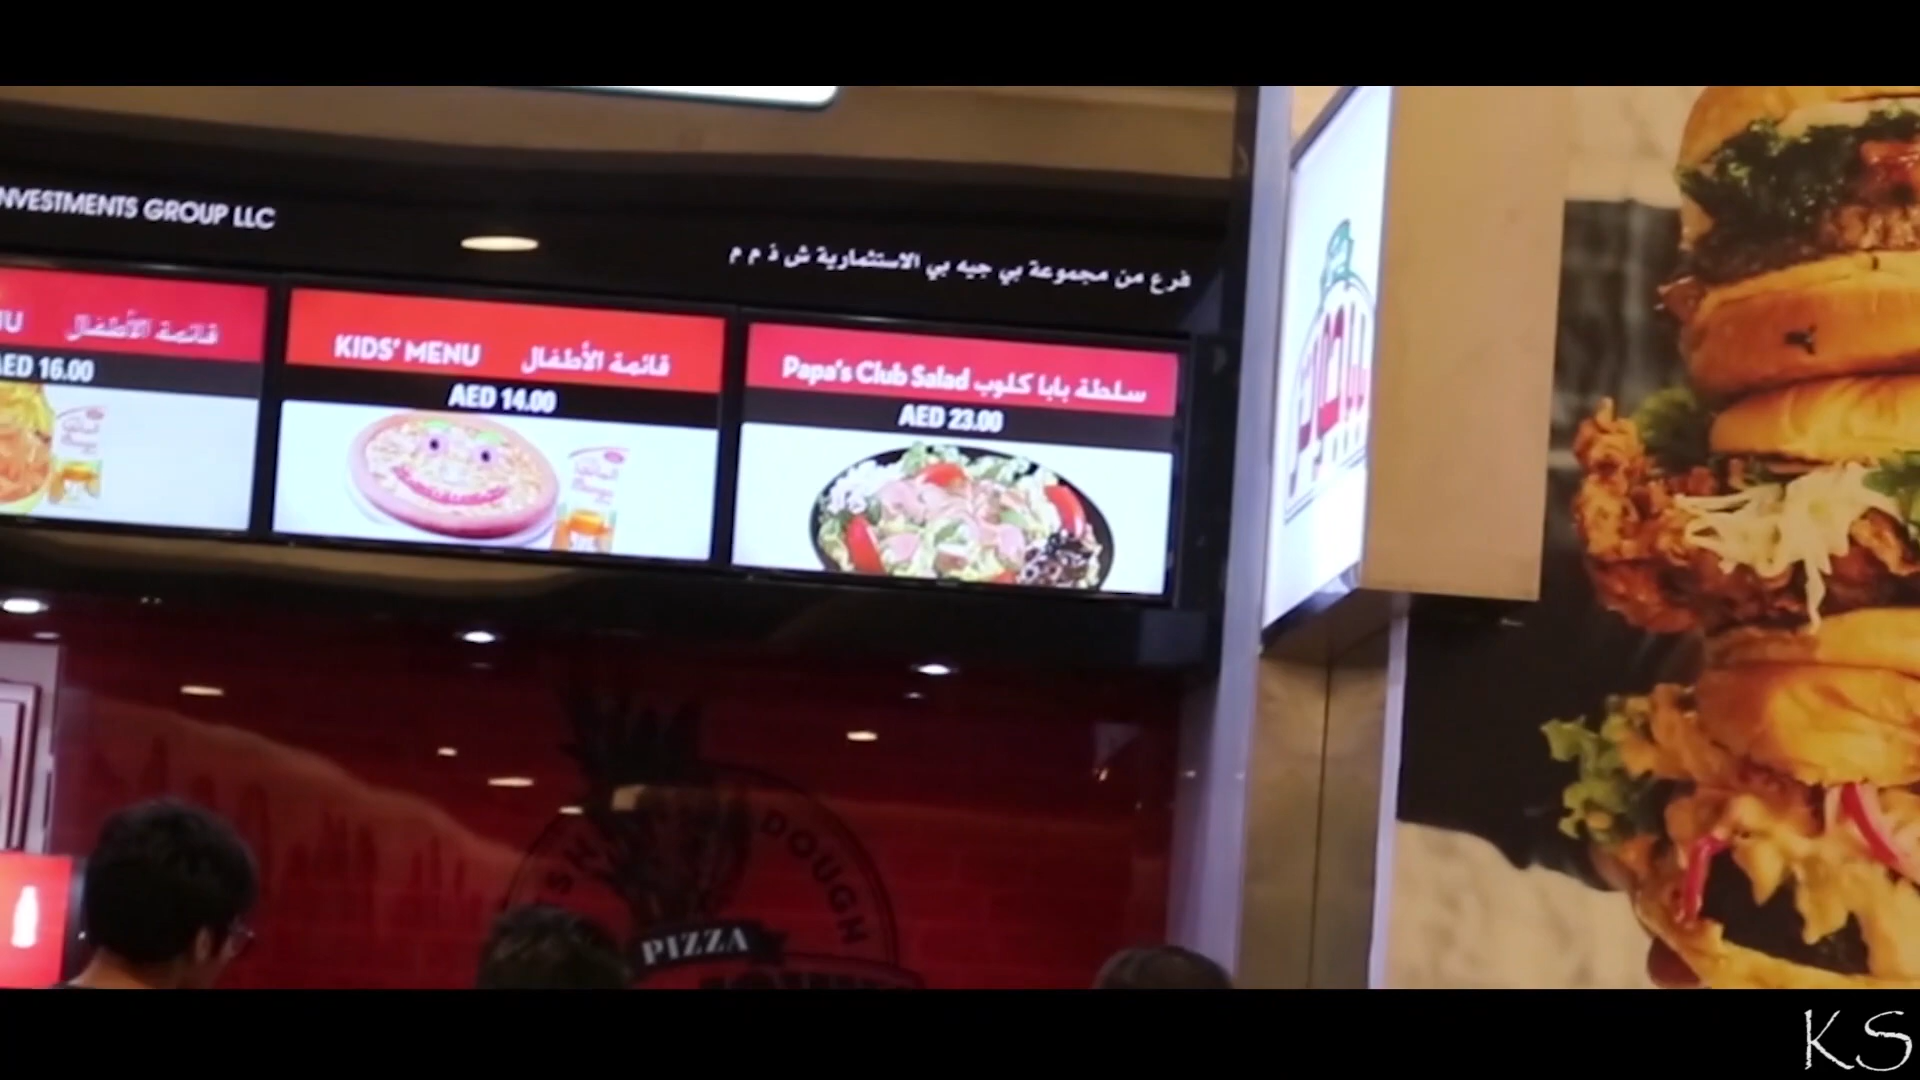 INVESTMENTS GROUP LLC
فرع من مجموعة بي جيه بي الاستثمارية ش ذ م م
قائمة الأطفال
AED 16.00
KIDS' MENU قائمة الأطفال
AED 14.00
Papa's Club Salad سلطة بابا كلوب
AED 23.00
DOUGH
PIZZA
KS